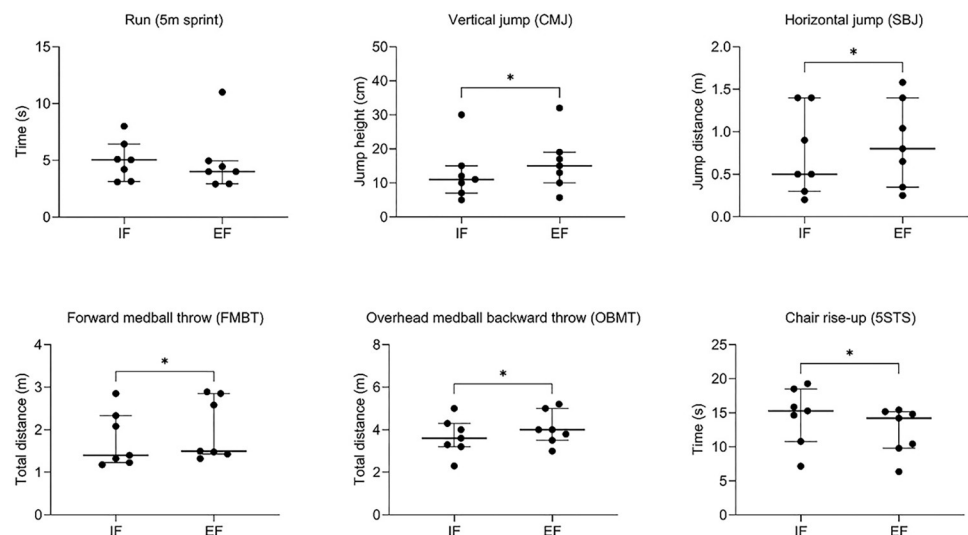 Run (5m sprint)
Time (s)
15
10
5
0
IF
EF
Vertical jump (CMJ)
Jump height (cm)
50
40
30
20
10
0
*
IF
EF
Horizontal jump (SBJ)
Jump distance (m)
2.0
1.5
1.0
0.5
0.0
*
IF
EF
Forward medball throw (FMBT)
Total distance (m)
4
3
2
1
0
*
IF
EF
Overhead medball backward throw (OBMT)
Total distance (m)
8
6
4
2
0
*
IF
EF
Chair rise-up (5STS)
Time (s)
25
20
15
10
5
0
*
IF
EF